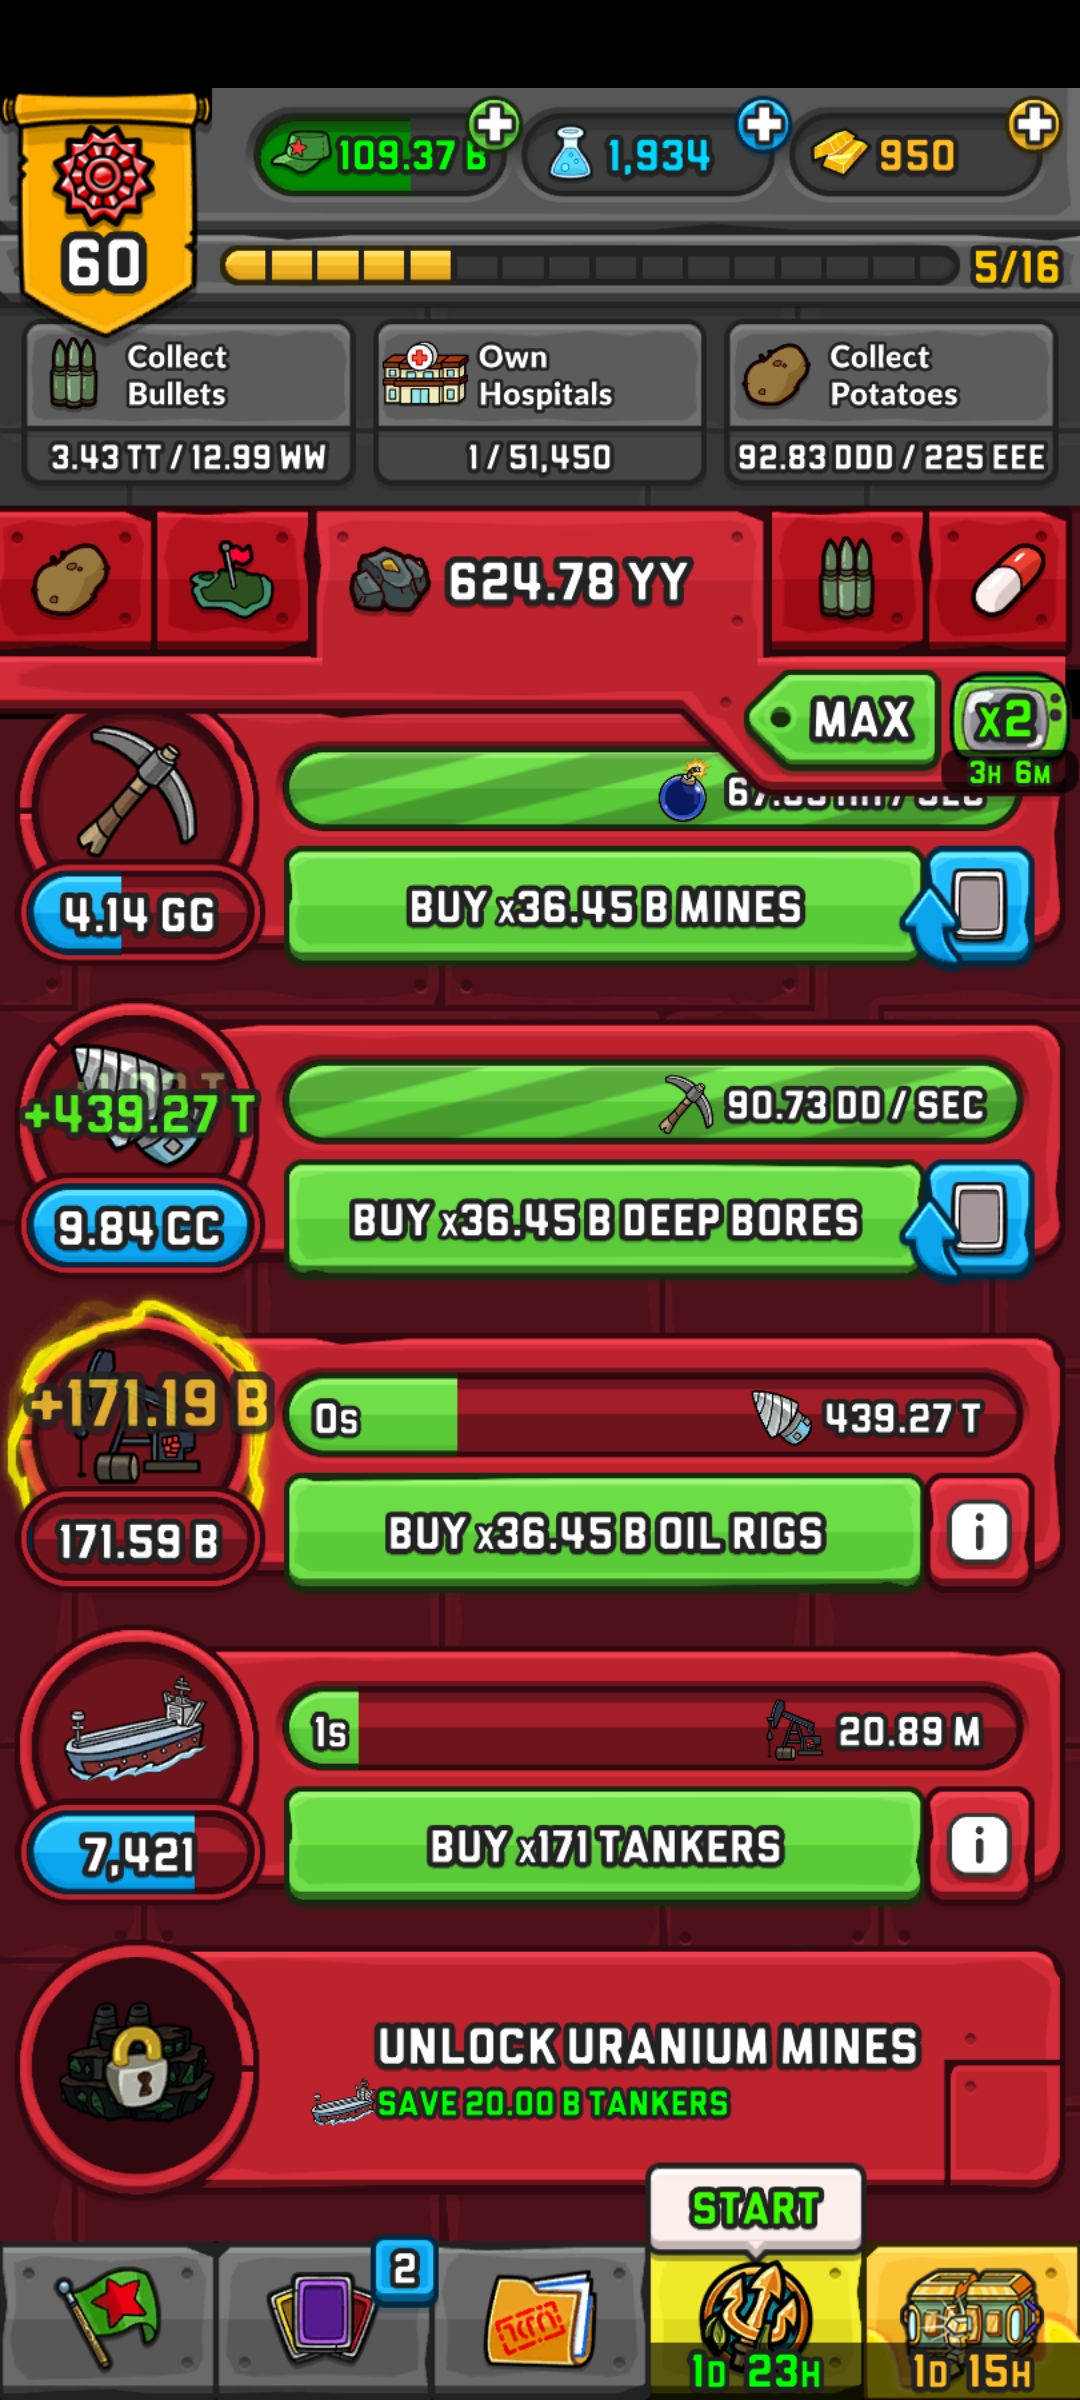 109.37 B
1,934
950
60
5/16
Collect
Bullets
3.43 TT / 12.99 WW
Own
Hospitals
1 / 51,450
Collect
Potatoes
92.83 DDD / 225 EEE
624.78 YY
MAX
x2
3H 6M
4.14 GG
BUY x36.45 B MINES
+439.27 T
90.73 DD / SEC
9.84 CC
BUY x36.45 B DEEP BORES
+171.19 B
0s
439.27 T
171.59 B
BUY x36.45 B OIL RIGS
i
1s
20.89 M
7,421
BUY x171 TANKERS
i
UNLOCK URANIUM MINES
SAVE 20.00 B TANKERS
START
2
1D 23H
1D 15H